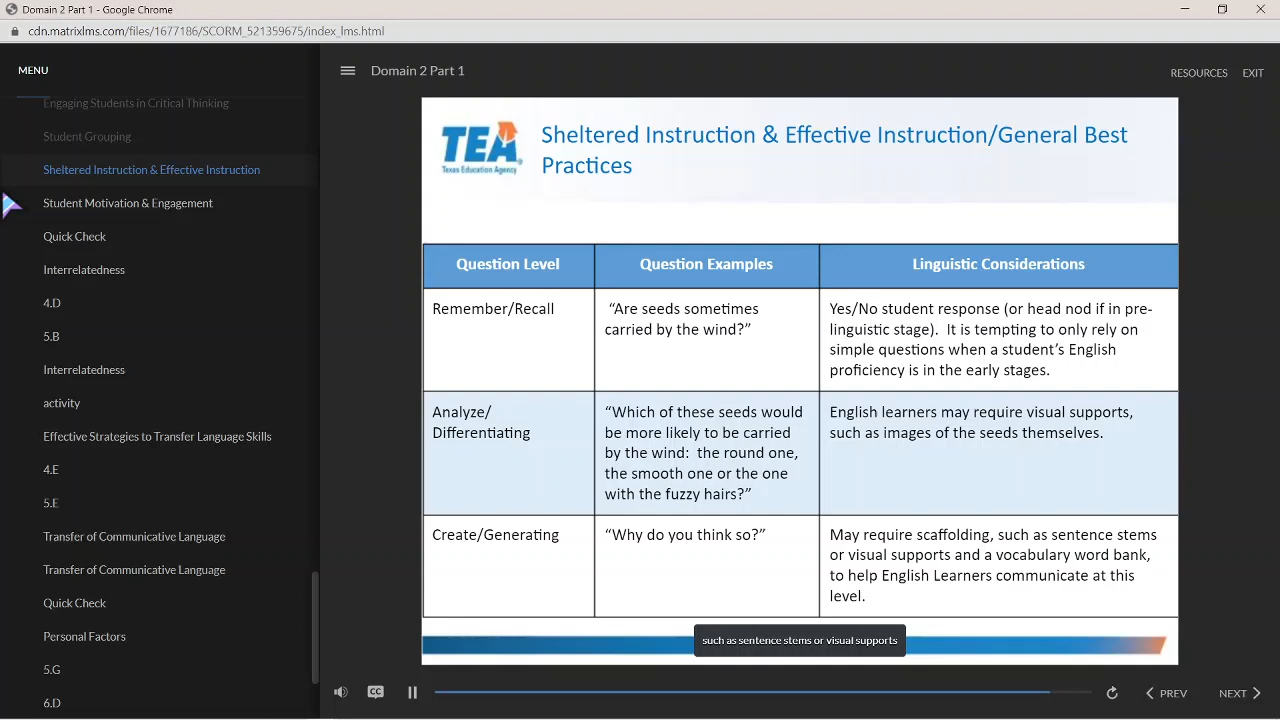 Domain 2 Part 1 - Google Chrome
cdn.matrixlms.com/files/1677186/SCORM_521359675/index_lms.html
MENU
Engaging Students in Critical Thinking
Student Grouping
Sheltered Instruction & Effective Instruction
Student Motivation & Engagement
Quick Check
Interrelatedness
4.D
5.B
Interrelatedness
activity
Effective Strategies to Transfer Language Skills
4.E
5.E
Transfer of Communicative Language
Transfer of Communicative Language
Quick Check
Personal Factors
5.G
6.D
Domain 2 Part 1
RESOURCES EXIT
TEA
Texas Education Agency
Sheltered Instruction & Effective Instruction/General Best
Practices
Question Level
Question Examples
Linguistic Considerations
Remember/Recall
“Are seeds sometimes
carried by the wind?”
Yes/No student response (or head nod if in pre-
linguistic stage).  It is tempting to only rely on
simple questions when a student’s English
proficiency is in the early stages.
Analyze/
Differentiating
“Which of these seeds would
be more likely to be carried
by the wind:  the round one,
the smooth one or the one
with the fuzzy hairs?”
English learners may require visual supports,
such as images of the seeds themselves.
Create/Generating
“Why do you think so?”
May require scaffolding, such as sentence stems
or visual supports and a vocabulary word bank,
to help English Learners communicate at this
level.
such as sentence stems or visual supports
CC
PREV
NEXT